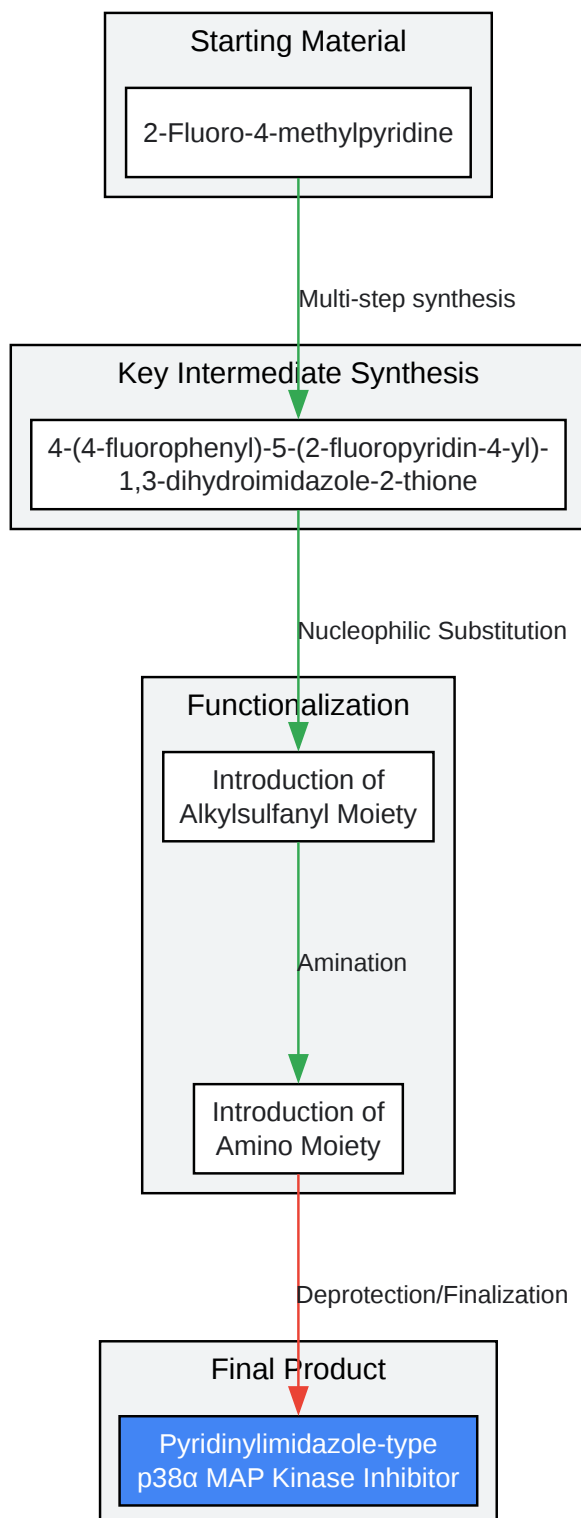 Starting Material
2-Fluoro-4-methylpyridine
Multi-step synthesis
Key Intermediate Synthesis
4-(4-fluorophenyl)-5-(2-fluoropyridin-4-yl)-
1,3-dihydroimidazole-2-thione
Nucleophilic Substitution
Functionalization
Introduction of
Alkylsulfanyl Moiety
Amination
Introduction of
Amino Moiety
Deprotection/Finalization
Final Product
Pyridinylimidazole-type
p38α MAP Kinase Inhibitor